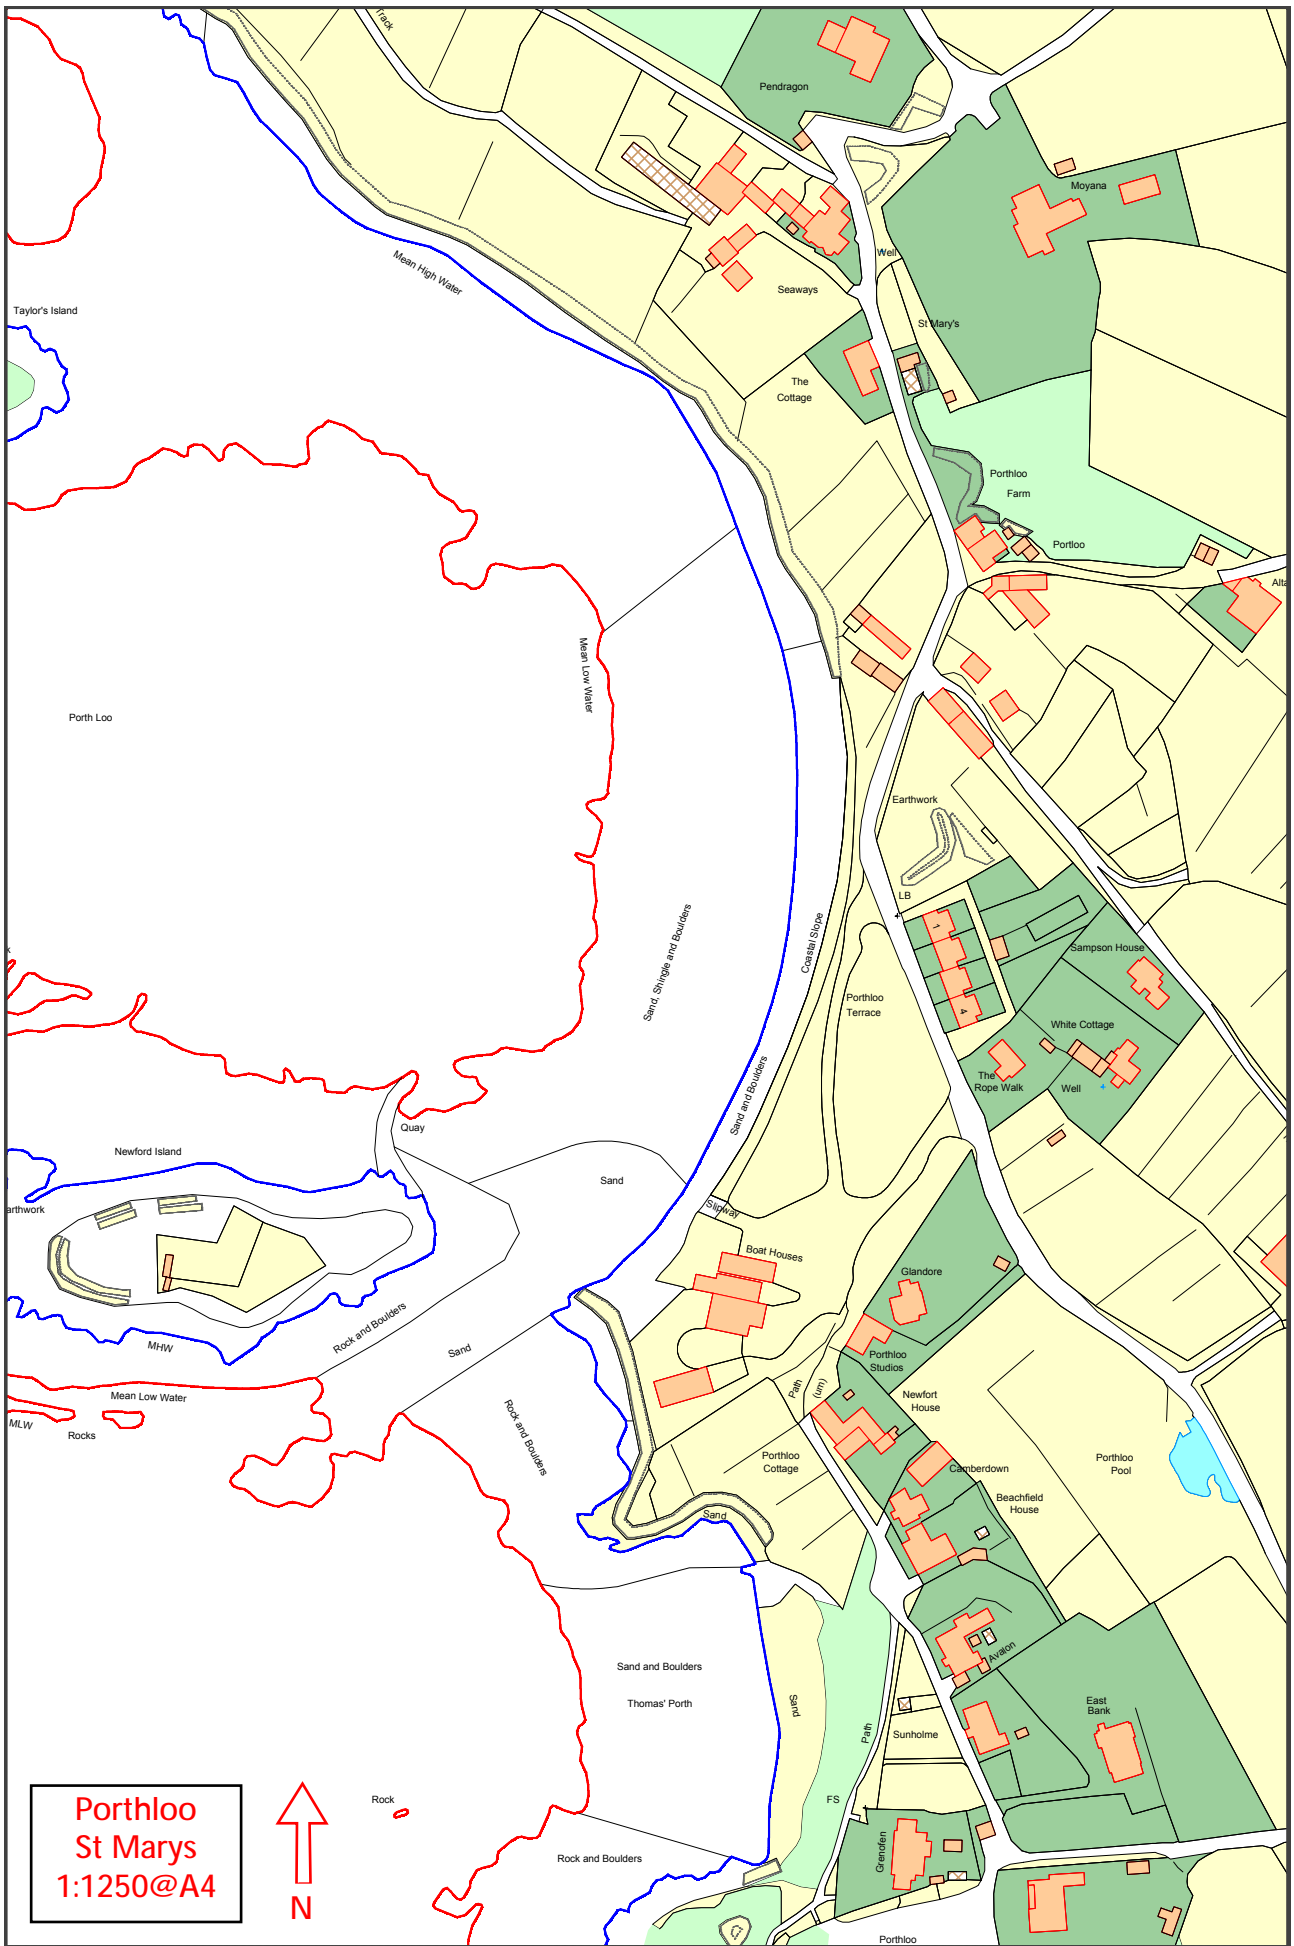 Track
Pendragon
Moyana
Mean High Water
Well
Seaways
Taylor's Island
St Mary's
The
Cottage
Porthloo
Farm
Portloo
Alta
Mean Low Water
Porth Loo
Earthwork
LB
1
Sand, Shingle and Boulders
Coastal Slope
Sampson House
k
Porthloo
Terrace
4
White Cottage
Sand and Boulders
The
Rope Walk
Well
Quay
Newford Island
Sand
arthwork
Slipway
Boat Houses
Glandore
Rock and Boulders
MHW
Sand
Porthloo
Studios
Mean Low Water
Path
(um)
Newfort
House
MLW
Rocks
Rock and Boulders
Porthloo
Cottage
Camberdown
Porthloo
Pool
Beachfield
House
Sand
Avalon
Sand and Boulders
Thomas' Porth
Sand
East
Bank
Path
Sunholme
Rock
FS
Grenofen
Rock and Boulders
Porthloo
Porthloo
St Marys
1:1250@A4
N